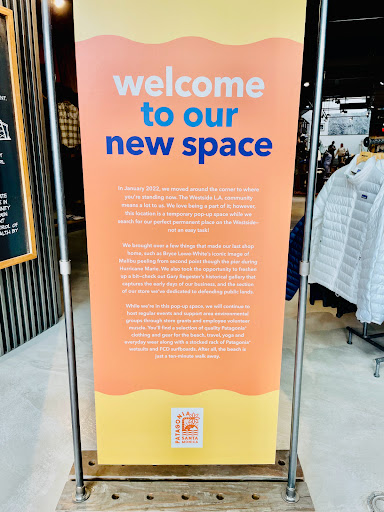 welcome
to our
new space
In January 2022, we moved around the corner to where
you're standing now. The Westside L.A. community
means a lot to us. We love being a part of it; however,
this location is a temporary pop-up space while we
search for our perfect permanent place on the Westside–
not an easy task!
We brought over a few things that made our last shop
home, such as Bryce Lowe-White's iconic image of
Malibu peeling from second point though the pier during
Hurricane Marie. We also took the opportunity to freshen
up a bit–check out Gary Regester's historical gallery that
captures the early days of our business, and the section
of our store we've dedicated to defending public lands.
While we're in this pop-up space, we will continue to
host regular events and support area environmental
groups through store grants and employee volunteer
muscle. You'll find a selection of quality Patagonia®
clothing and gear for the beach, travel, yoga and
everyday wear along with a stocked rack of Patagonia®
wetsuits and FCD surfboards. After all, the beach is
just a ten-minute walk away.
PATAGONIA
SANTA
MONICA